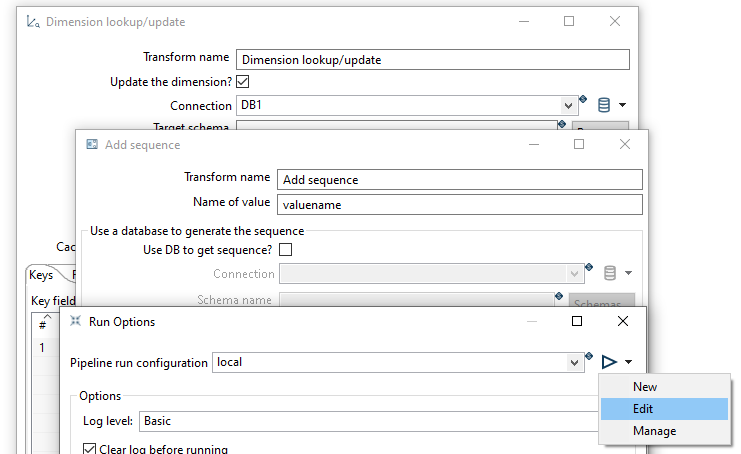 Dimension lookup/update
Transform name Dimension lookup/update
Update the dimension?
Connection DB1
Target schema
Add sequence
Transform name Add sequence
Name of value valuename
Use a database to generate the sequence
Use DB to get sequence?
Connection
Schema name Schemas
Cac
Keys
Key field
#
1
Run Options
Pipeline run configuration local
Options
Log level: Basic
Clear log before running
New
Edit
Manage